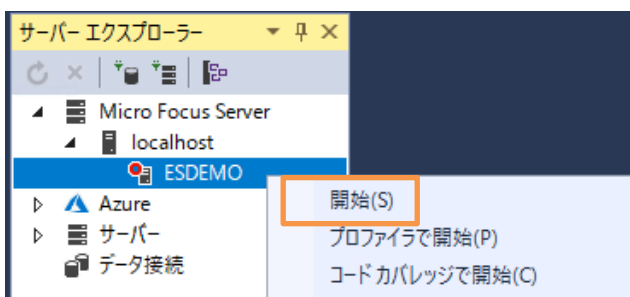 サーバー エクスプローラー
Micro Focus Server
localhost
ESDEMO
開始(S)
Azure
サーバー
プロファイラで開始(P)
データ接続
コード カバレッジで開始(C)